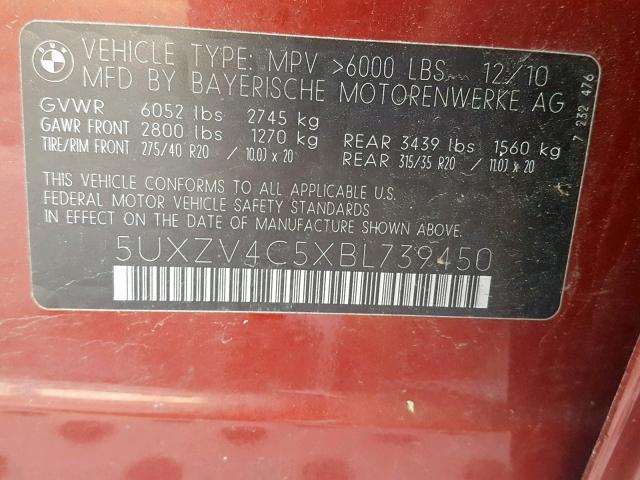 BMW
VEHICLE TYPE: MPV >6000 LBS 12/10
MFD BY BAYERISCHE MOTORENWERKE AG
GVWR 6052 lbs 2745 kg
GAWR FRONT 2800 lbs 1270 kg REAR 3439 lbs 1560 kg
TIRE/RIM FRONT 275/40 R20 / 10.0J × 20 REAR 315/35 R20 / 11.0J × 20
THIS VEHICLE CONFORMS TO ALL APPLICABLE U.S.
FEDERAL MOTOR VEHICLE SAFETY STANDARDS
IN EFFECT ON THE DATE OF MANUFACTURE SHOWN ABOVE.
5UXZV4C5XBL739450
7 232 476